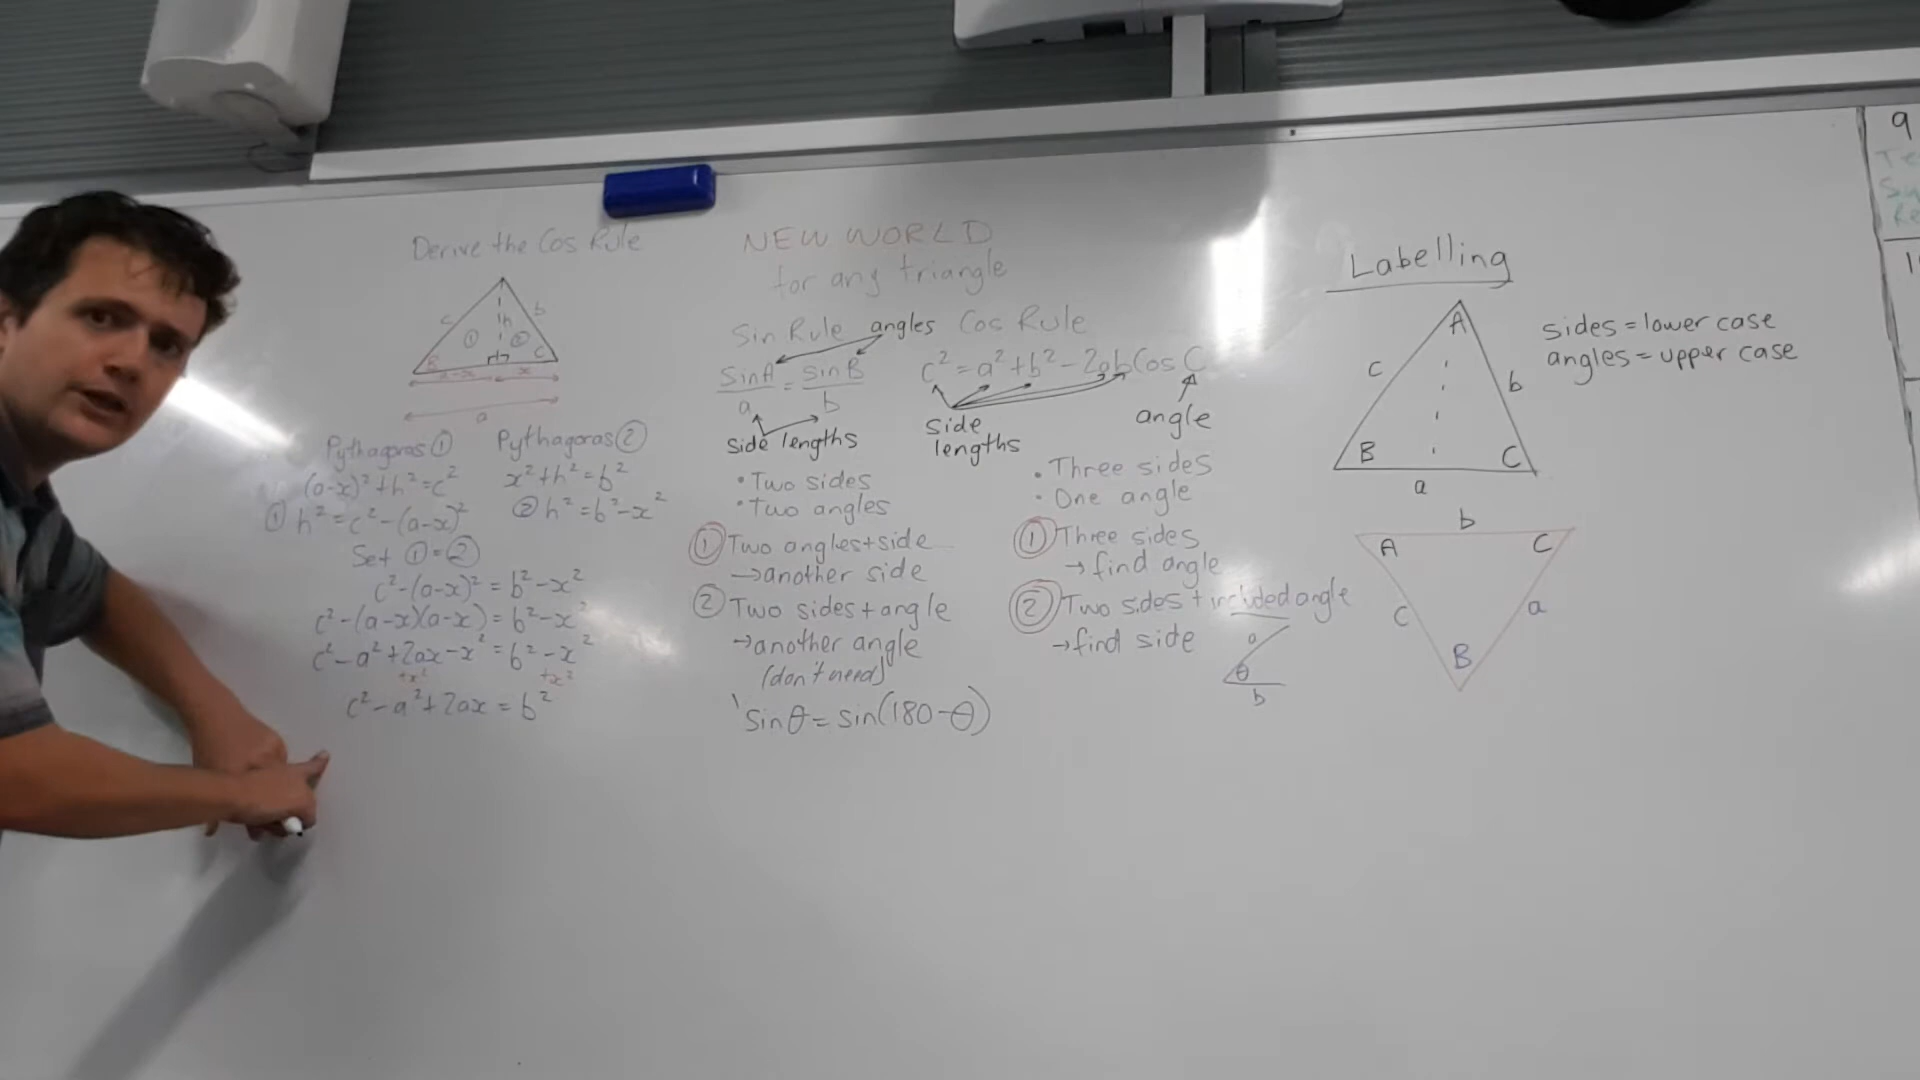 Derive the Cos Rule
c
h
b
①
②
B
C
a-x
x
a
Pythagoras ①
(a-x)²+h²=c²
① h²=c²-(a-x)²
Pythagoras ②
x²+h²=b²
② h²=b²-x²
Set ①=②
c²-(a-x)²=b²-x²
c²-(a-x)(a-x)=b²-x²
c²-a²+2ax-x²=b²-x²
+x² +x²
c²-a²+2ax=b²
NEW WORLD
for any triangle
Sin Rule angles Cos Rule
SinA/a = sinB/b
side lengths
• Two sides
• Two angles
① Two angles+side
→another side
② Two sides+angle
→another angle
(don't need)
sinθ=sin(180-θ)
c²=a²+b²-2abCosC
side
lengths
angle
• Three sides
• One angle
① Three sides
→find angle
② Two sides+included angle
→find side
a
θ
b
Labelling
A
c
b
B
C
a
sides=lower case
angles=upper case
b
A
C
c
a
B
9
1